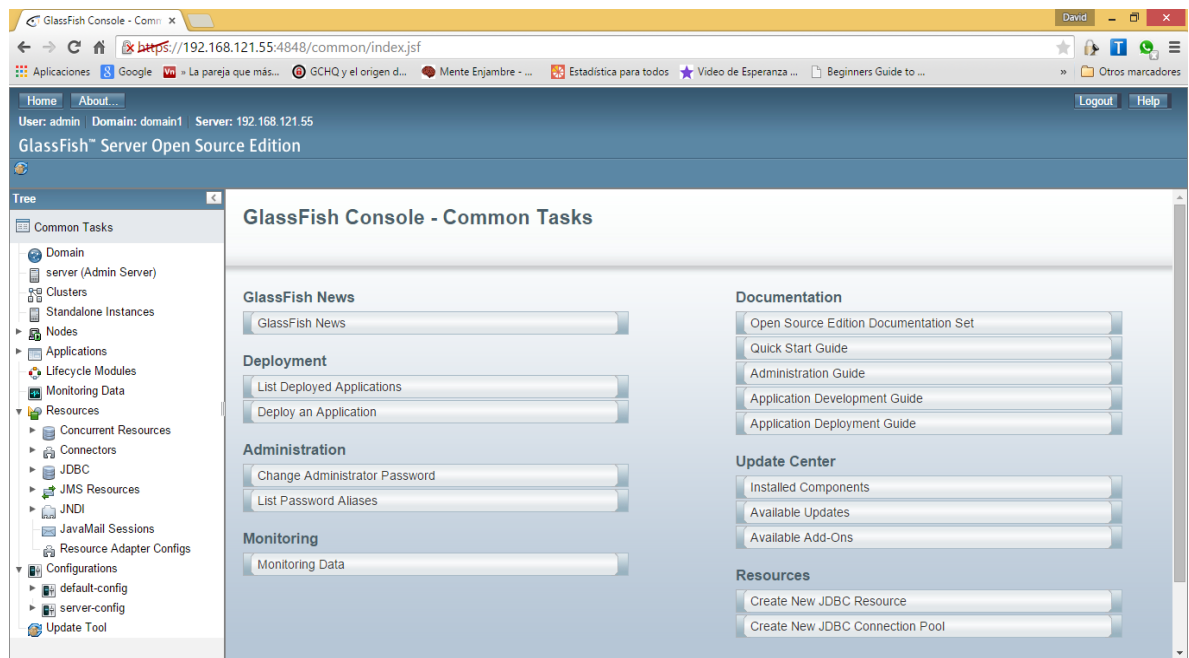 GlassFish Console - Comn
David
https://192.168.121.55:4848/common/index.jsf
Aplicaciones Google » La pareja que más... GCHQ y el origen d... Mente Enjambre - ... Estadística para todos Video de Esperanza ... Beginners Guide to ... » Otros marcadores
Home About... Logout Help
User: admin Domain: domain1 Server: 192.168.121.55
GlassFish™ Server Open Source Edition
Tree
Common Tasks
Domain
server (Admin Server)
Clusters
Standalone Instances
Nodes
Applications
Lifecycle Modules
Monitoring Data
Resources
Concurrent Resources
Connectors
JDBC
JMS Resources
JNDI
JavaMail Sessions
Resource Adapter Configs
Configurations
default-config
server-config
Update Tool
GlassFish Console - Common Tasks
GlassFish News
GlassFish News
Deployment
List Deployed Applications
Deploy an Application
Administration
Change Administrator Password
List Password Aliases
Monitoring
Monitoring Data
Documentation
Open Source Edition Documentation Set
Quick Start Guide
Administration Guide
Application Development Guide
Application Deployment Guide
Update Center
Installed Components
Available Updates
Available Add-Ons
Resources
Create New JDBC Resource
Create New JDBC Connection Pool